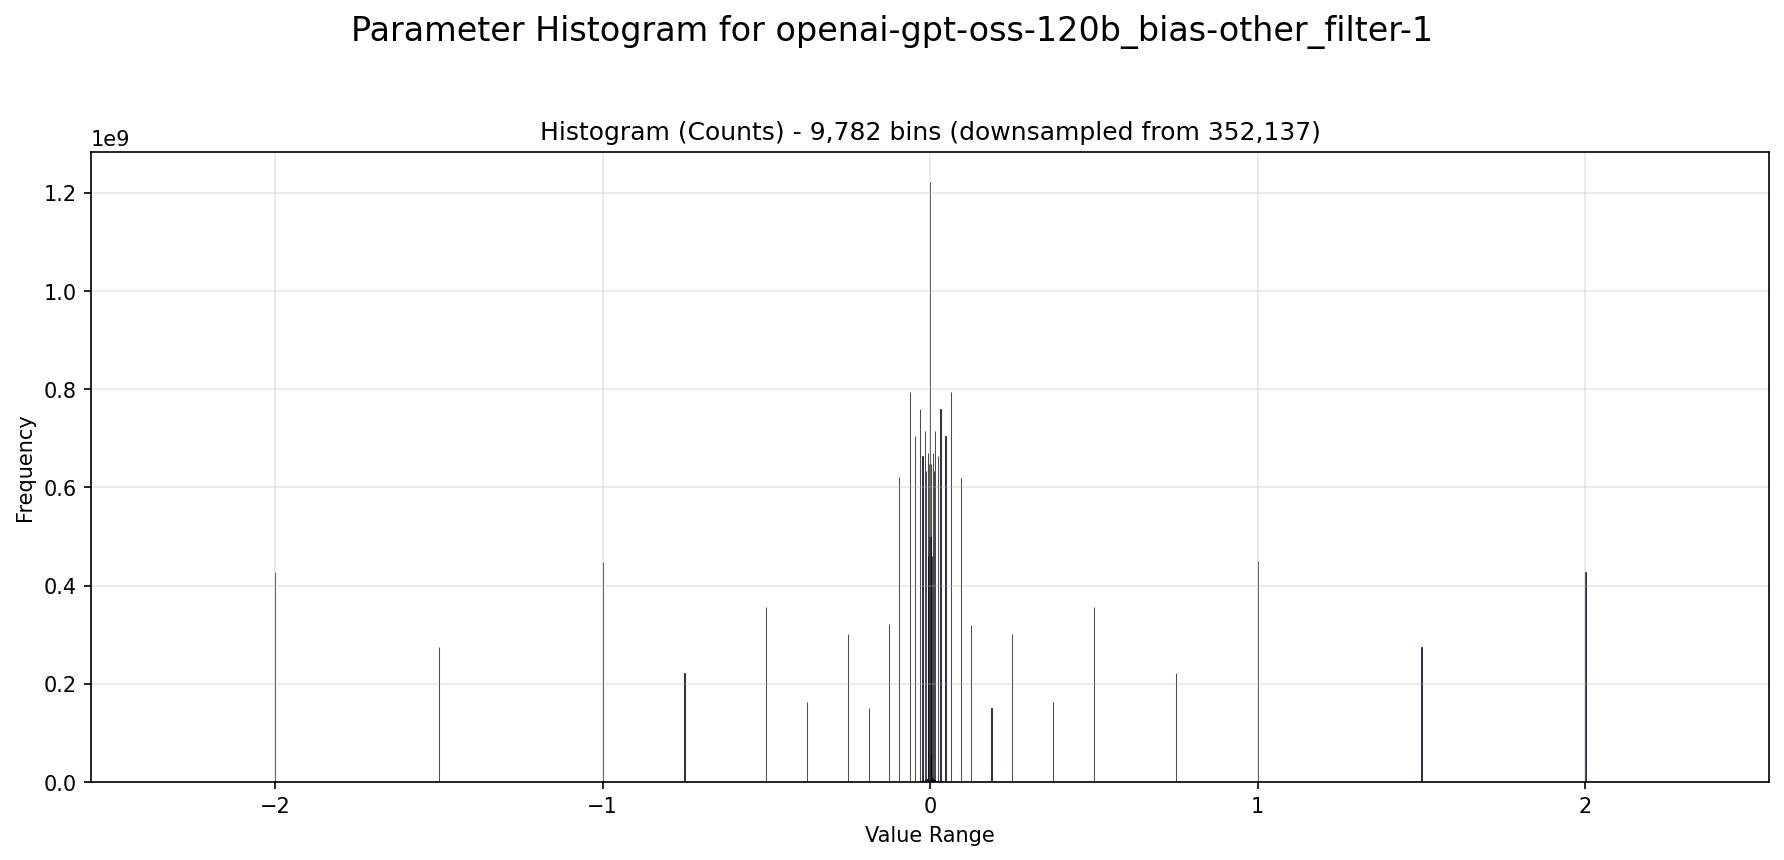 Parameter Histogram for openai-gpt-oss-120b_bias-other_filter-1
Histogram (Counts) - 9,782 bins (downsampled from 352,137)
1e9
1.2
1.0
0.8
0.6
0.4
0.2
0.0
Frequency
−2
−1
0
1
2
Value Range